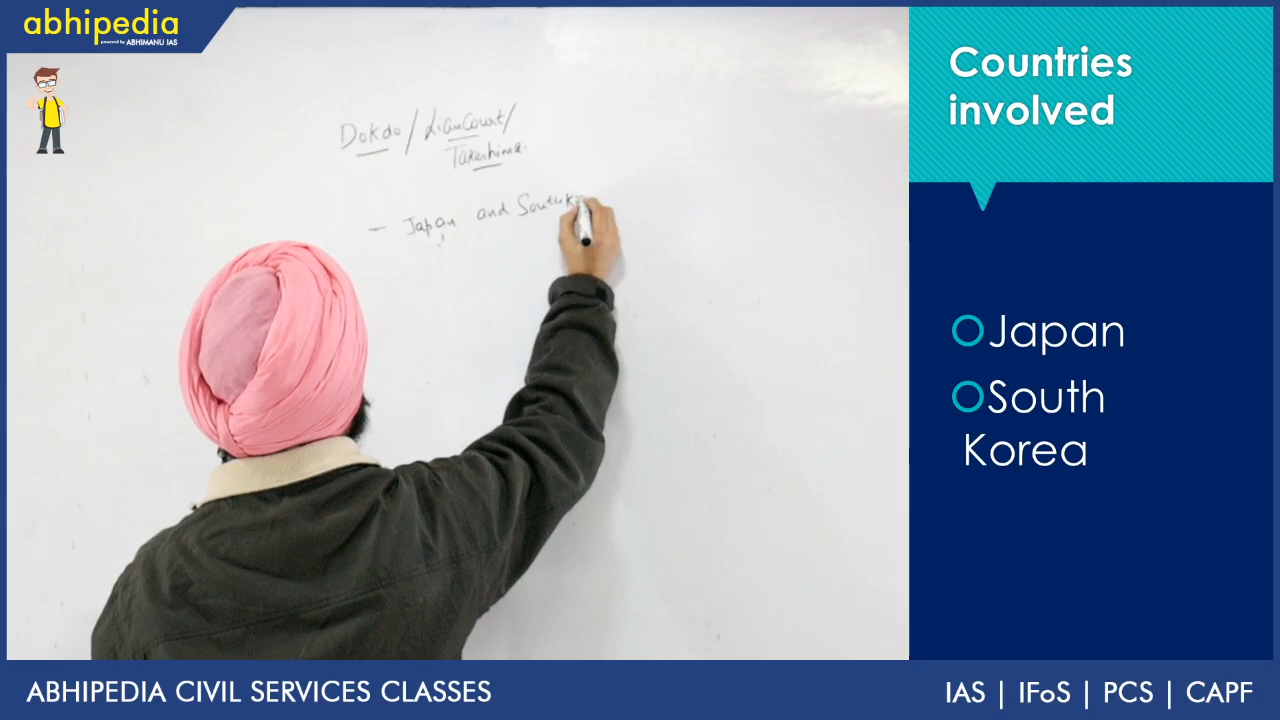 abhipedia
powered by ABHIMANU IAS
Dokdo / Liancourt /
Takeshima
— Japan and South K
Countries
involved
Japan
South
Korea
ABHIPEDIA CIVIL SERVICES CLASSES
IAS | IFoS | PCS | CAPF